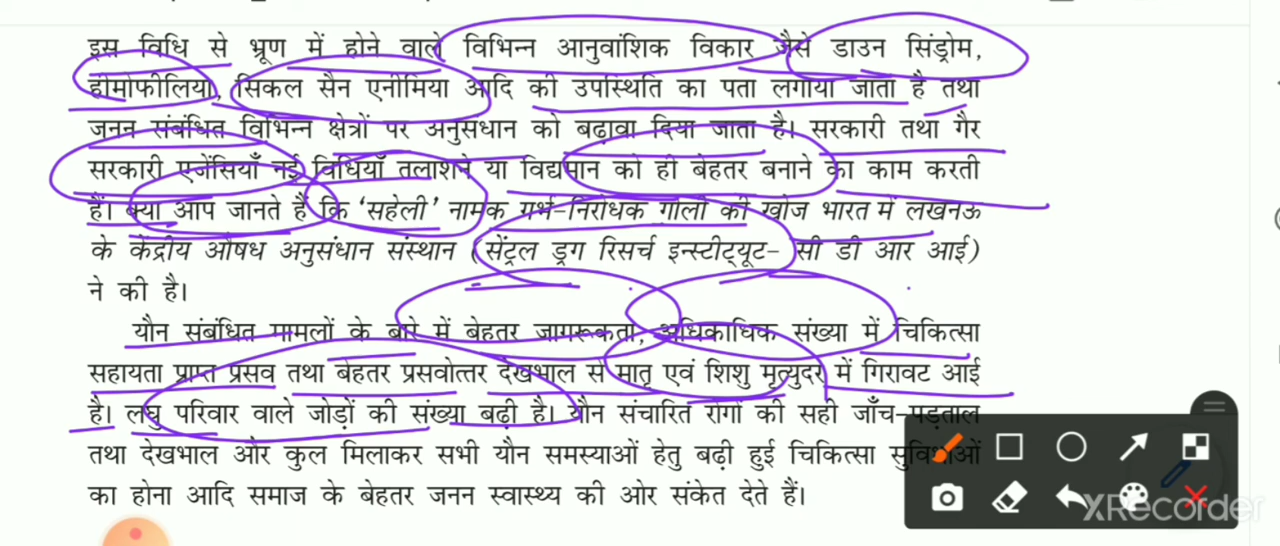 इस विधि से भ्रूण में होने वाले विभिन्न आनुवांशिक विकार जैसे डाउन सिंड्रोम,
हीमोफीलिया, सिकल सैन एनीमिया आदि की उपस्थिति का पता लगाया जाता है तथा
जनन संबंधित विभिन्न क्षेत्रों पर अनुसधान को बढ़ावा दिया जाता है। सरकारी तथा गैर
सरकारी एजेंसियाँ नई विधियाँ तलाशने या विद्यमान को ही बेहतर बनाने का काम करती
हैं। क्या आप जानते हैं कि ‘सहेली’ नामक गर्भ-निरोधक गोली की खोज भारत में लखनऊ
के केंद्रीय औषध अनुसंधान संस्थान (सेंट्रल ड्रग रिसर्च इन्स्टीट्यूट- सी डी आर आई)
ने की है।
यौन संबंधित मामलों के बारे में बेहतर जागरूकता, अधिकाधिक संख्या में चिकित्सा
सहायता प्राप्त प्रसव तथा बेहतर प्रसवोत्तर देखभाल से मातृ एवं शिशु मृत्युदर में गिरावट आई
है। लघु परिवार वाले जोड़ों की संख्या बढ़ी है। यौन संचारित रोगों की सही जाँच-पड़ताल
तथा देखभाल और कुल मिलाकर सभी यौन समस्याओं हेतु बढ़ी हुई चिकित्सा सुविधाओं
का होना आदि समाज के बेहतर जनन स्वास्थ्य की ओर संकेत देते हैं।
XRecorder